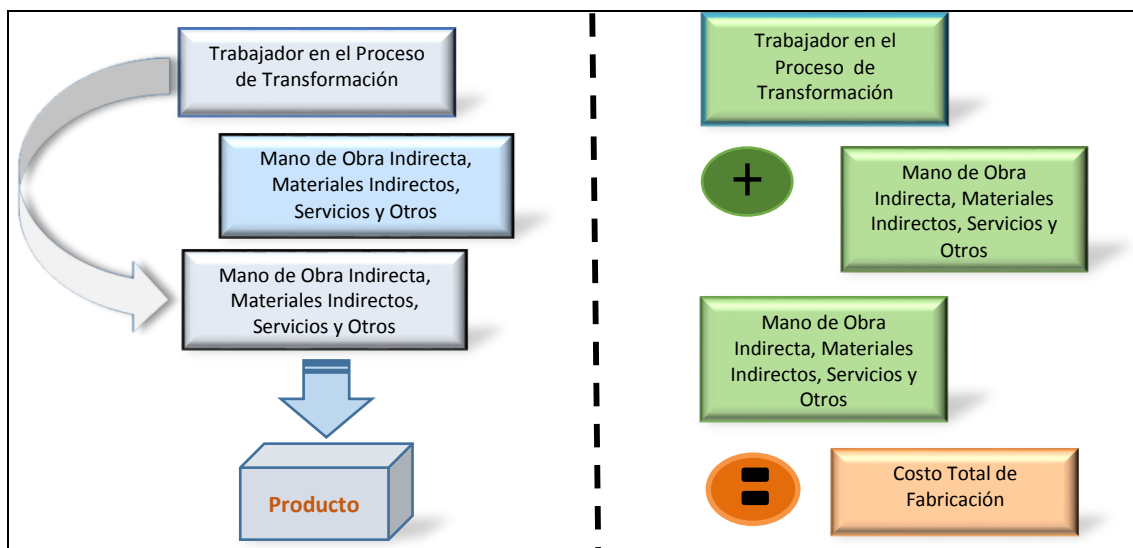 Trabajador en el Proceso
de Transformación
Mano de Obra Indirecta,
Materiales Indirectos,
Servicios y Otros
Mano de Obra Indirecta,
Materiales Indirectos,
Servicios y Otros
Producto
Trabajador en el
Proceso de
Transformación
+
Mano de Obra
Indirecta, Materiales
Indirectos, Servicios y
Otros
Mano de Obra
Indirecta, Materiales
Indirectos, Servicios y
Otros
=
Costo Total de
Fabricación